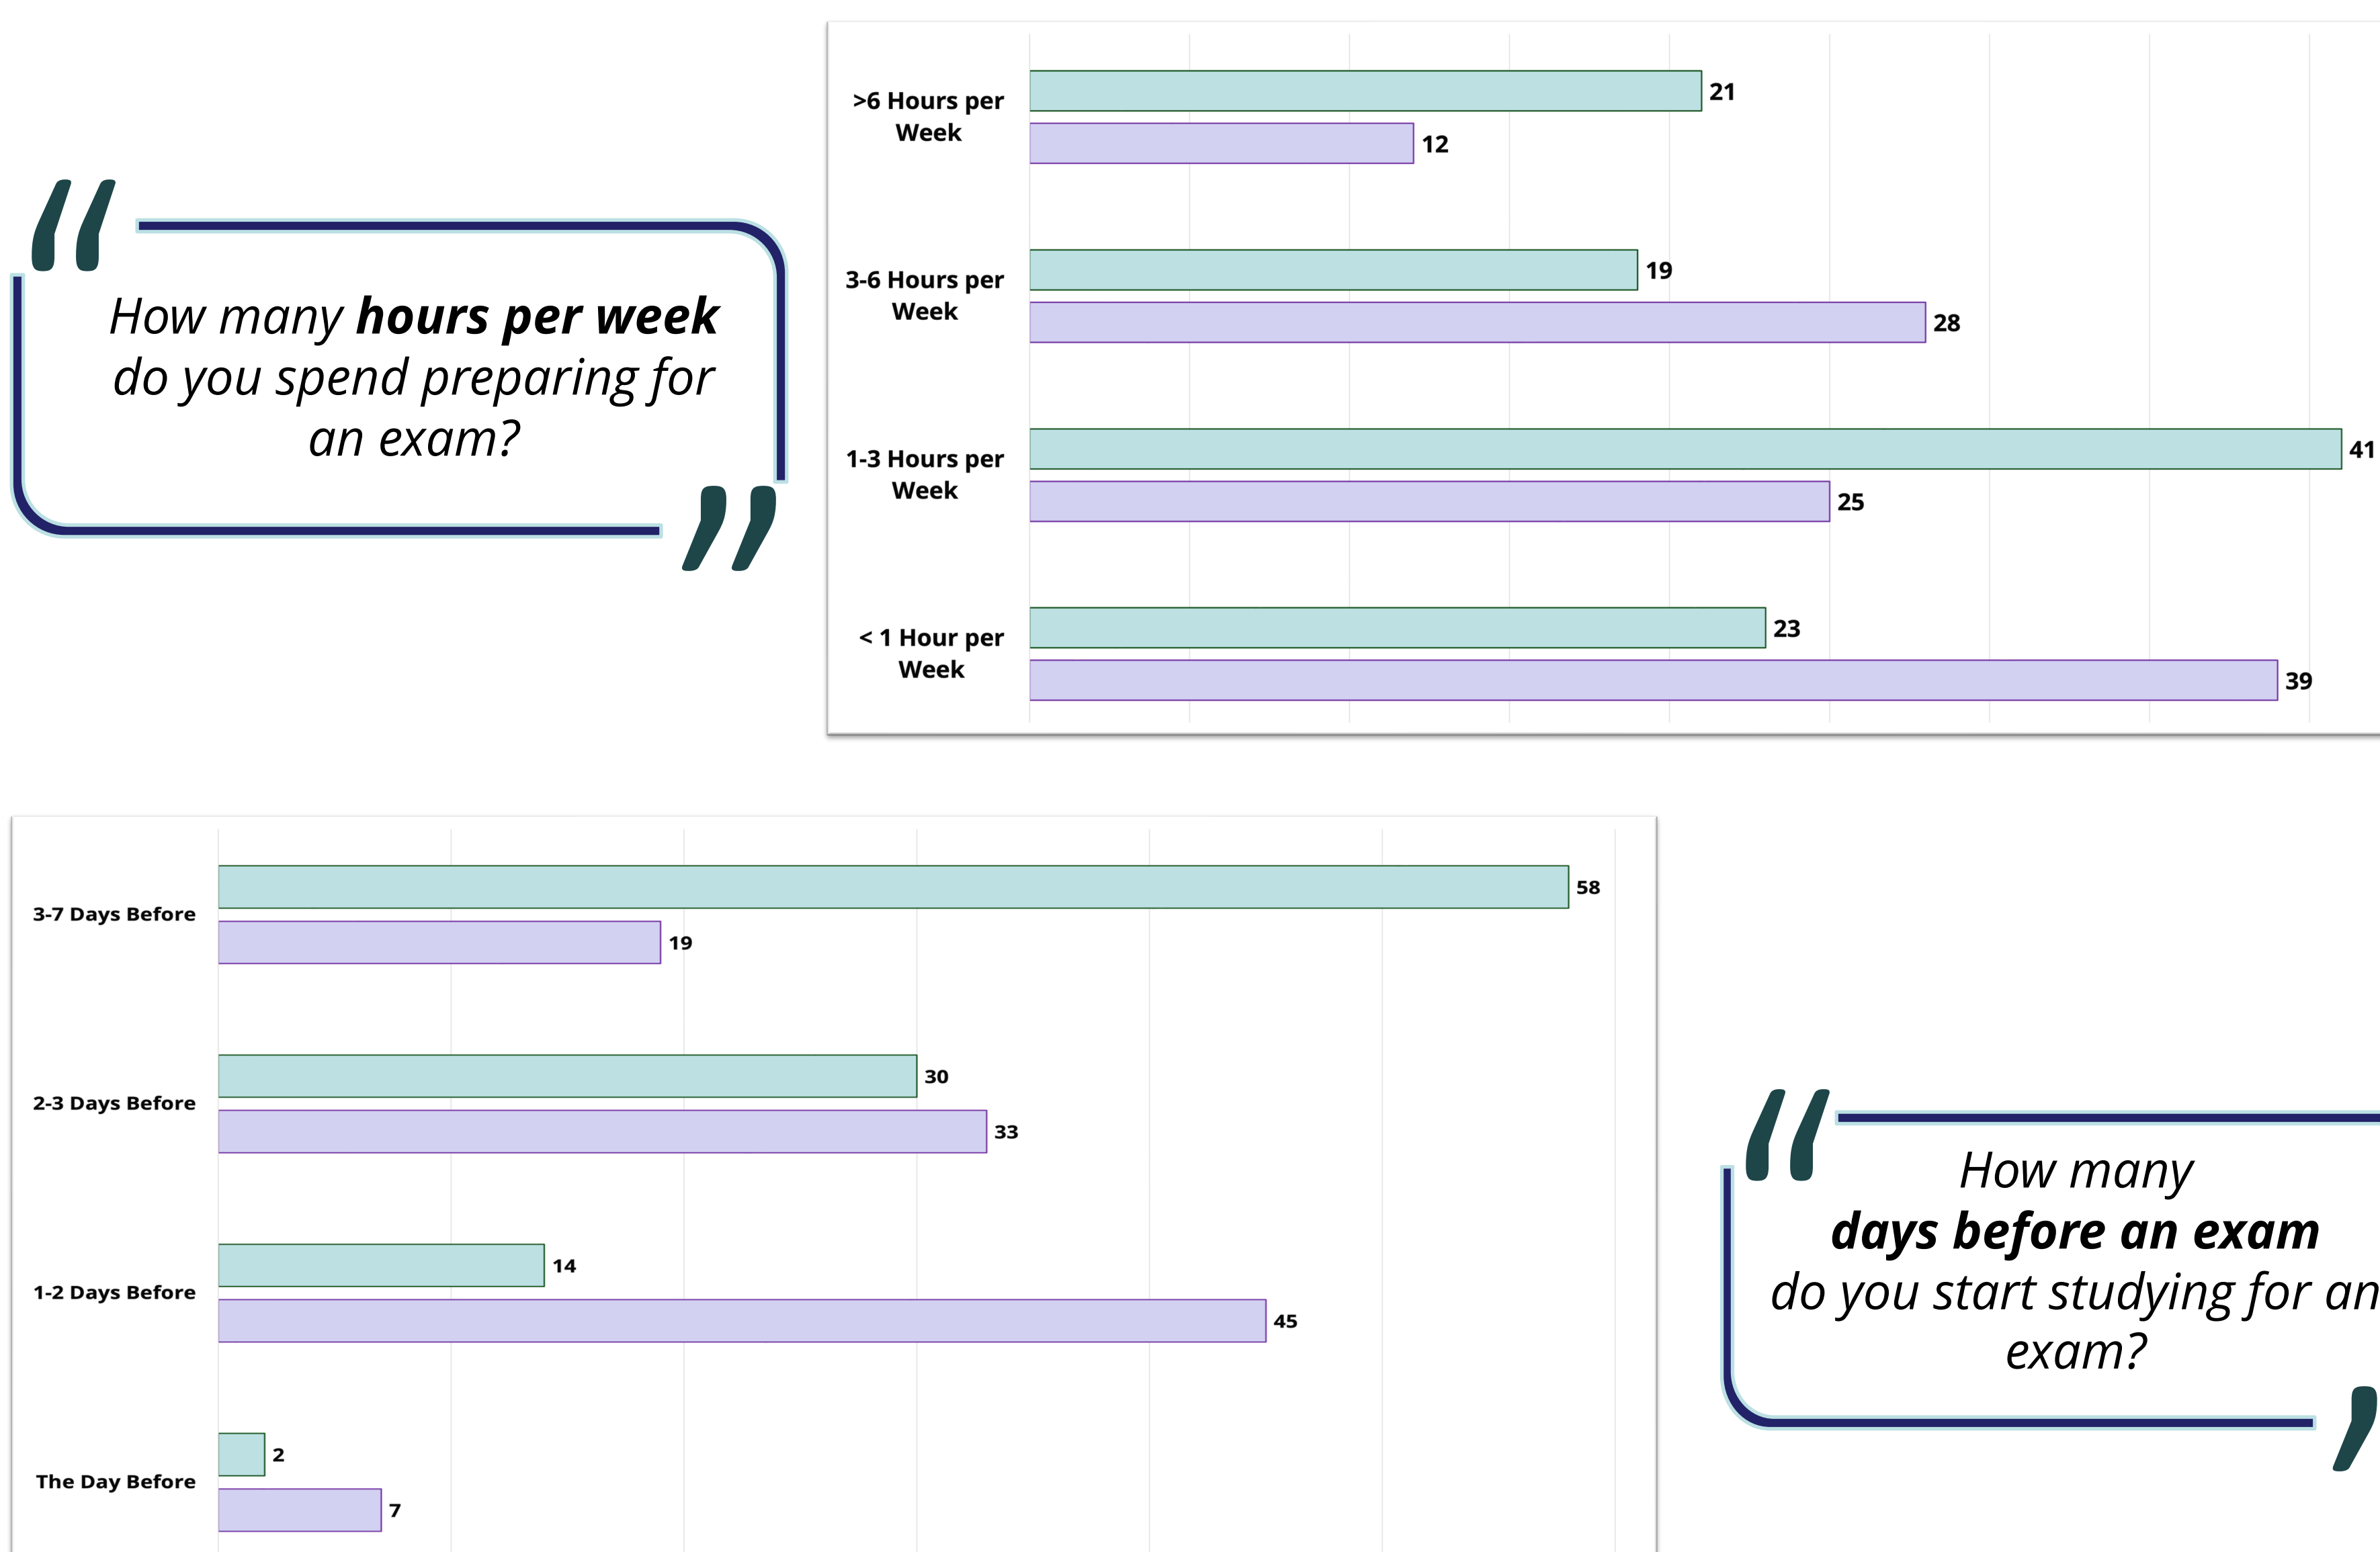 >6 Hours per
Week
21
12
“
How many hours per week
do you spend preparing for
an exam?
”
3-6 Hours per
Week
19
28
1-3 Hours per
Week
41
25
< 1 Hour per
Week
23
39
3-7 Days Before
58
19
2-3 Days Before
30
33
1-2 Days Before
14
45
The Day Before
2
7
“
How many
days before an exam
do you start studying for an
exam?